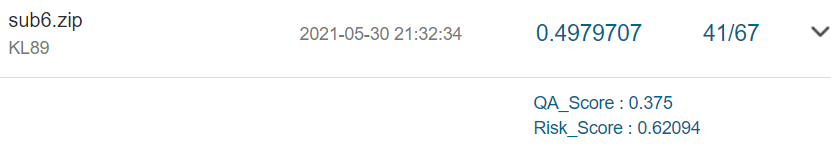 sub6.zip
KL89
2021-05-30 21:32:34 0.4979707 41/67
QA_Score : 0.375
Risk_Score : 0.62094